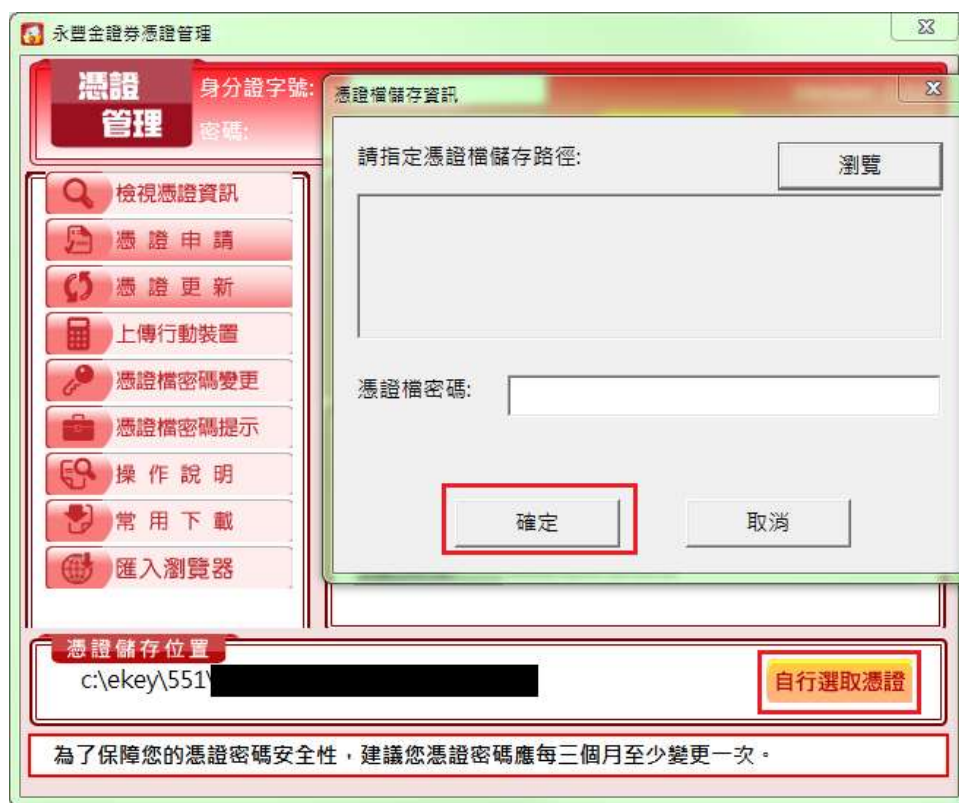 永豐金證券憑證管理
憑證
管理
身分證字號:
密碼:
憑證檔儲存資訊
請指定憑證檔儲存路徑:
瀏覽
憑證檔密碼:
確定
取消
檢視憑證資訊
憑證申請
憑證更新
上傳行動裝置
憑證檔密碼變更
憑證檔密碼提示
操作說明
常用下載
匯入瀏覽器
憑證儲存位置
c:\ekey\551\
自行選取憑證
為了保障您的憑證密碼安全性，建議您憑證密碼應每三個月至少變更一次。